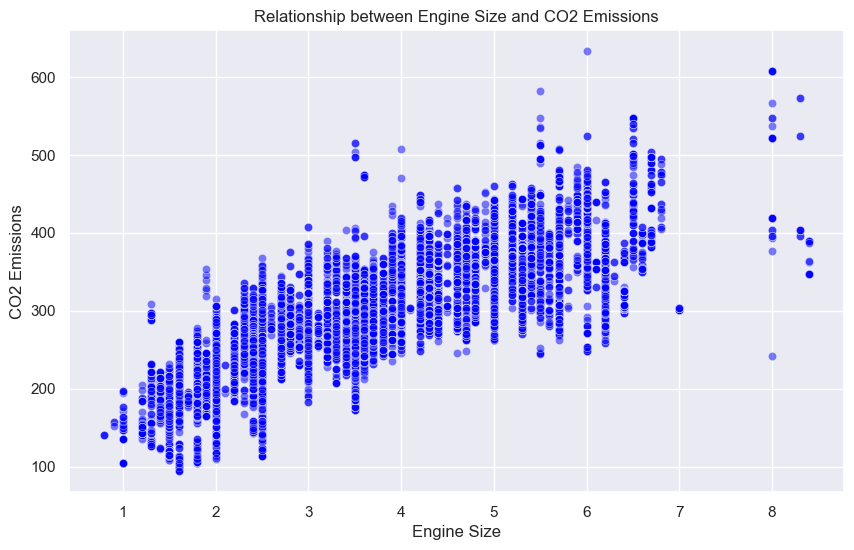 Relationship between Engine Size and CO2 Emissions
CO2 Emissions
600
500
400
300
200
100
1 2 3 4 5 6 7 8
Engine Size